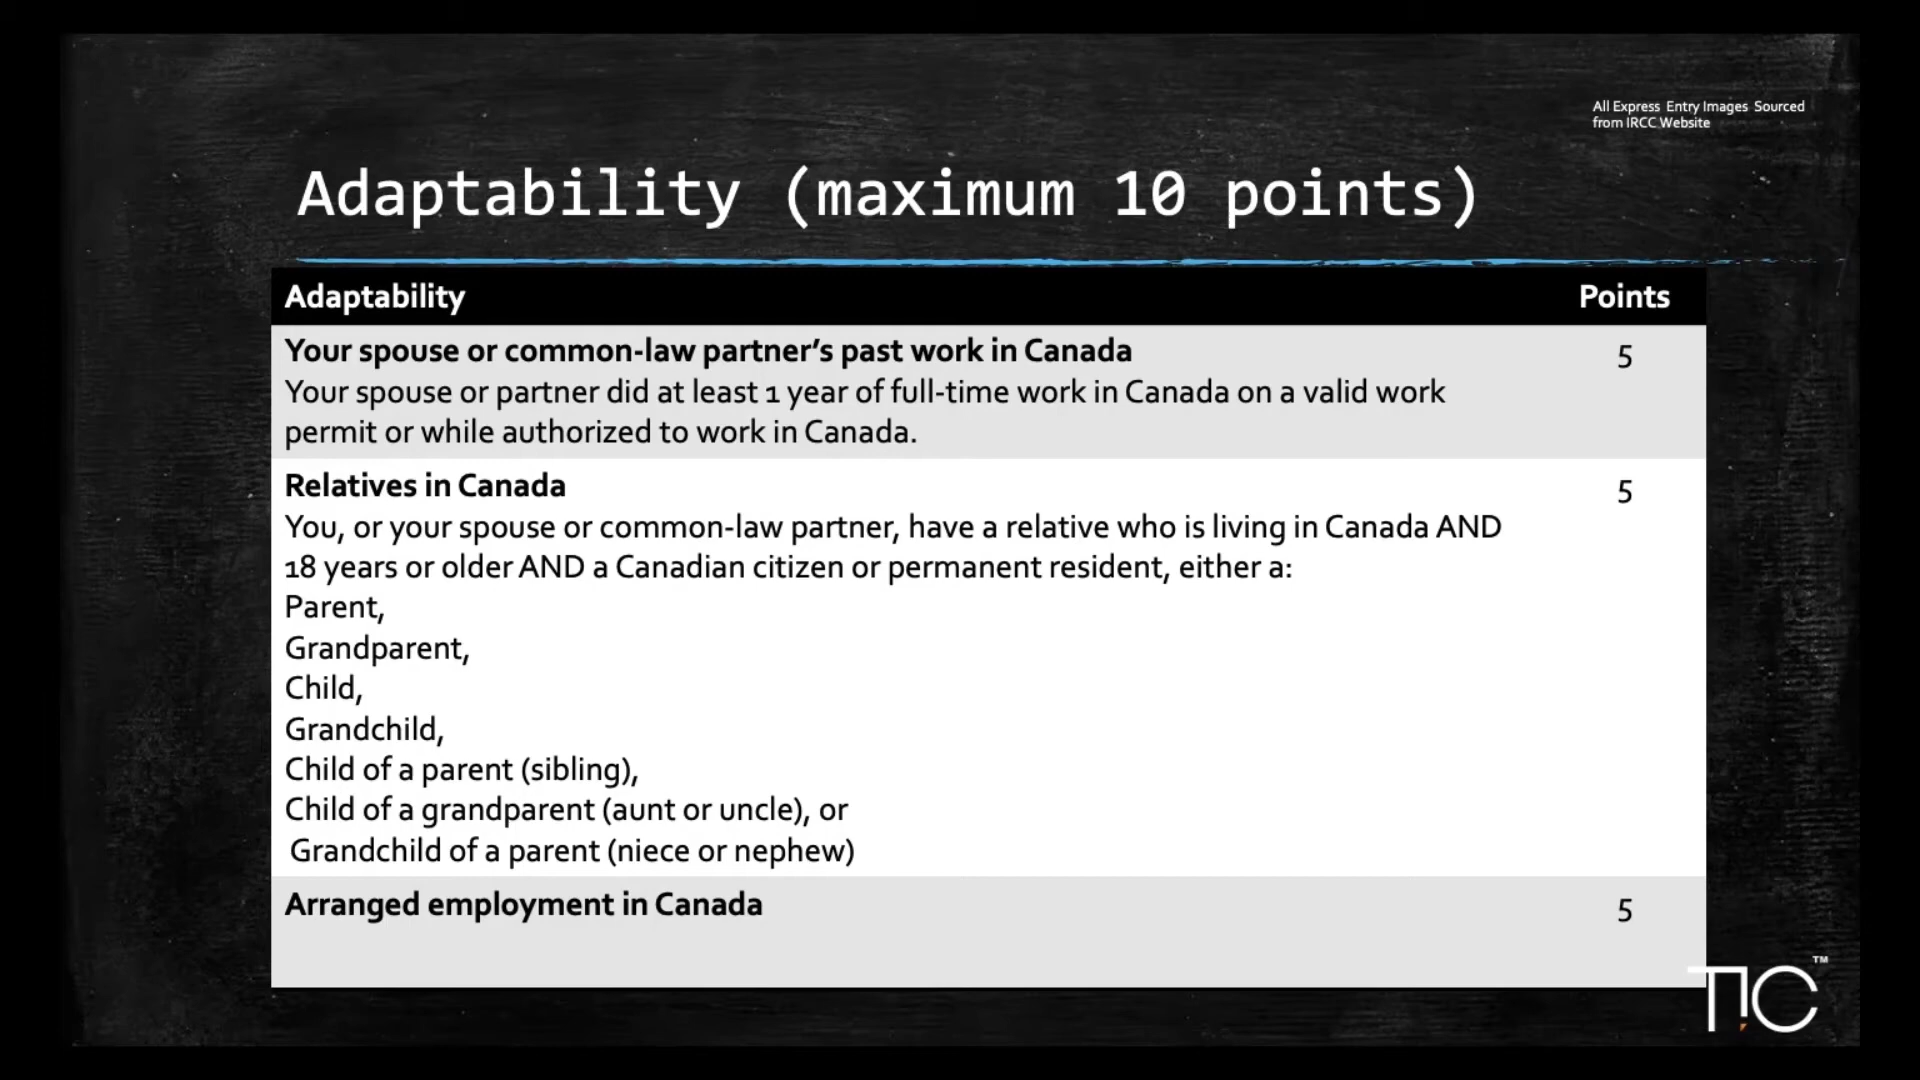 All Express Entry Images Sourced
from IRCC Website
Adaptability (maximum 10 points)
Adaptability Points
Your spouse or common-law partner’s past work in Canada 5
Your spouse or partner did at least 1 year of full-time work in Canada on a valid work
permit or while authorized to work in Canada.
Relatives in Canada 5
You, or your spouse or common-law partner, have a relative who is living in Canada AND
18 years or older AND a Canadian citizen or permanent resident, either a:
Parent,
Grandparent,
Child,
Grandchild,
Child of a parent (sibling),
Child of a grandparent (aunt or uncle), or
Grandchild of a parent (niece or nephew)
Arranged employment in Canada 5
TIC™